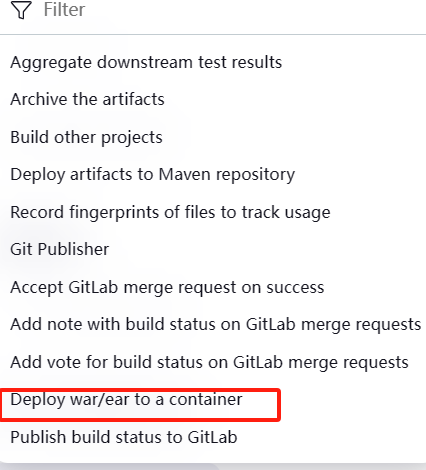 Filter
Aggregate downstream test results
Archive the artifacts
Build other projects
Deploy artifacts to Maven repository
Record fingerprints of files to track usage
Git Publisher
Accept GitLab merge request on success
Add note with build status on GitLab merge requests
Add vote for build status on GitLab merge requests
Deploy war/ear to a container
Publish build status to GitLab